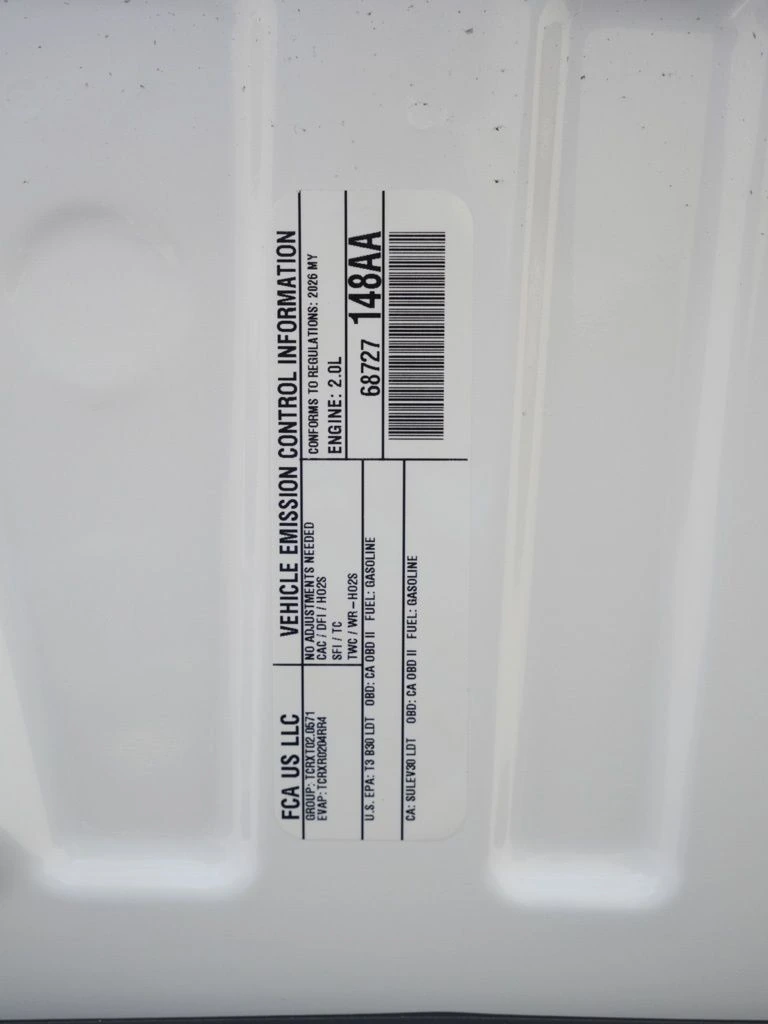 FCA US LLC VEHICLE EMISSION CONTROL INFORMATION
GROUP: TCRXT02.0571
EVAP: TCRXR0204RR4
NO ADJUSTMENTS NEEDED
CAC / DFI / HO2S
SFI / TC
TWC / WR-HO2S
CONFORMS TO REGULATIONS: 2026 MY
ENGINE: 2.0L
68727 148AA
U.S. EPA: T3 B30 LDT OBD: CA OBD II FUEL: GASOLINE
CA: SULEV30 LDT OBD: CA OBD II FUEL: GASOLINE